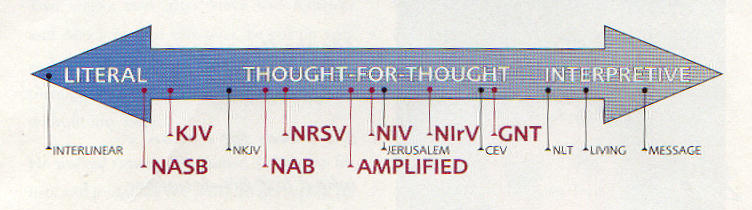 LITERAL THOUGHT-FOR-THOUGHT INTERPRETIVE
KJV NRSV NIV NIrV GNT
INTERLINEAR NKJV JERUSALEM CEV NLT LIVING MESSAGE
NASB NAB AMPLIFIED